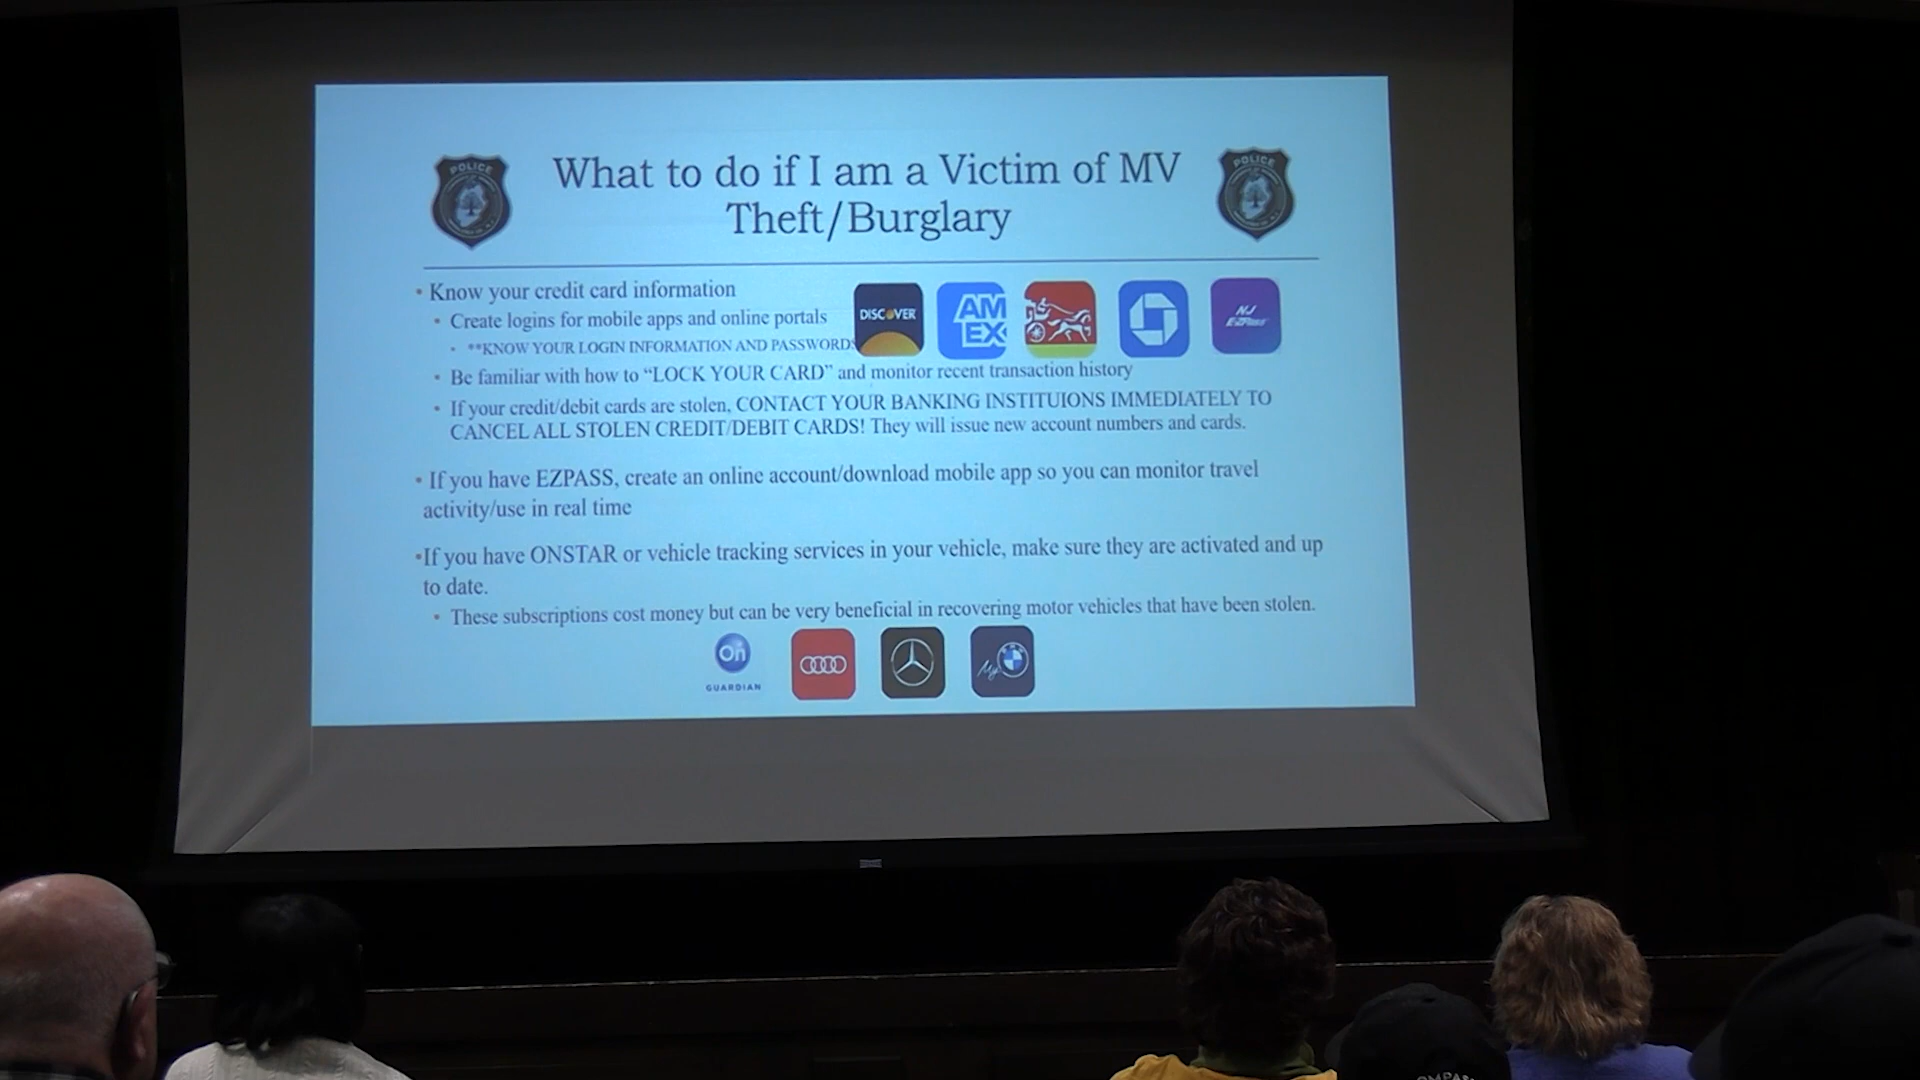 What to do if I am a Victim of MV
Theft/Burglary
POLICE
POLICE
• Know your credit card information
• Create logins for mobile apps and online portals
• **KNOW YOUR LOGIN INFORMATION AND PASSWORDS
DISCOVER
AM
EX
NJ
EZPass
• Be familiar with how to “LOCK YOUR CARD” and monitor recent transaction history
• If your credit/debit cards are stolen, CONTACT YOUR BANKING INSTITUIONS IMMEDIATELY TO
CANCEL ALL STOLEN CREDIT/DEBIT CARDS! They will issue new account numbers and cards.
• If you have EZPASS, create an online account/download mobile app so you can monitor travel
activity/use in real time
•If you have ONSTAR or vehicle tracking services in your vehicle, make sure they are activated and up
to date.
• These subscriptions cost money but can be very beneficial in recovering motor vehicles that have been stolen.
On
GUARDIAN
My